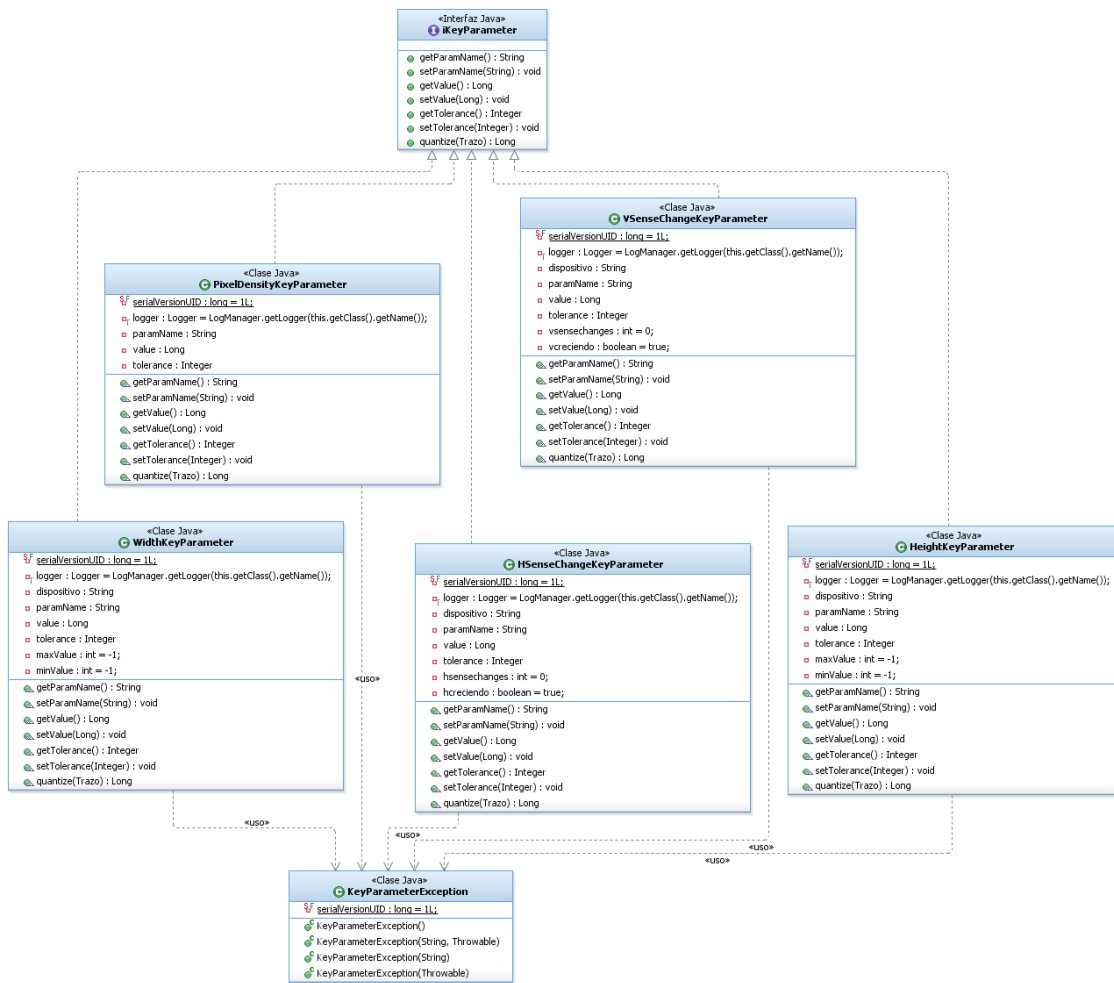 «Interfaz Java»
iKeyParameter
getParamName() : String
setParamName(String) : void
getValue() : Long
setValue(Long) : void
getTolerance() : Integer
setTolerance(Integer) : void
quantize(Trazo) : Long
«Clase Java»
VSenseChangeKeyParameter
serialVersionUID : long = 1L;
logger : Logger = LogManager.getLogger(this.getClass().getName());
dispositivo : String
paramName : String
value : Long
tolerance : Integer
vsensechanges : int = 0;
vcreciendo : boolean = true;
getParamName() : String
setParamName(String) : void
getValue() : Long
setValue(Long) : void
getTolerance() : Integer
setTolerance(Integer) : void
quantize(Trazo) : Long
«Clase Java»
PixelDensityKeyParameter
serialVersionUID : long = 1L;
logger : Logger = LogManager.getLogger(this.getClass().getName());
paramName : String
value : Long
tolerance : Integer
getParamName() : String
setParamName(String) : void
getValue() : Long
setValue(Long) : void
getTolerance() : Integer
setTolerance(Integer) : void
quantize(Trazo) : Long
«Clase Java»
WidthKeyParameter
serialVersionUID : long = 1L;
logger : Logger = LogManager.getLogger(this.getClass().getName());
dispositivo : String
paramName : String
value : Long
tolerance : Integer
maxValue : int = -1;
minValue : int = -1;
getParamName() : String
setParamName(String) : void
getValue() : Long
setValue(Long) : void
getTolerance() : Integer
setTolerance(Integer) : void
quantize(Trazo) : Long
«Clase Java»
HSenseChangeKeyParameter
serialVersionUID : long = 1L;
logger : Logger = LogManager.getLogger(this.getClass().getName());
dispositivo : String
paramName : String
value : Long
tolerance : Integer
hsensechanges : int = 0;
hcreciendo : boolean = true;
getParamName() : String
setParamName(String) : void
getValue() : Long
setValue(Long) : void
getTolerance() : Integer
setTolerance(Integer) : void
quantize(Trazo) : Long
«Clase Java»
HeightKeyParameter
serialVersionUID : long = 1L;
logger : Logger = LogManager.getLogger(this.getClass().getName());
dispositivo : String
paramName : String
value : Long
tolerance : Integer
maxValue : int = -1;
minValue : int = -1;
getParamName() : String
setParamName(String) : void
getValue() : Long
setValue(Long) : void
getTolerance() : Integer
setTolerance(Integer) : void
quantize(Trazo) : Long
«uso»
«uso»
«uso»
«uso»
«uso»
«Clase Java»
KeyParameterException
serialVersionUID : long = 1L;
KeyParameterException()
KeyParameterException(String, Throwable)
KeyParameterException(String)
KeyParameterException(Throwable)